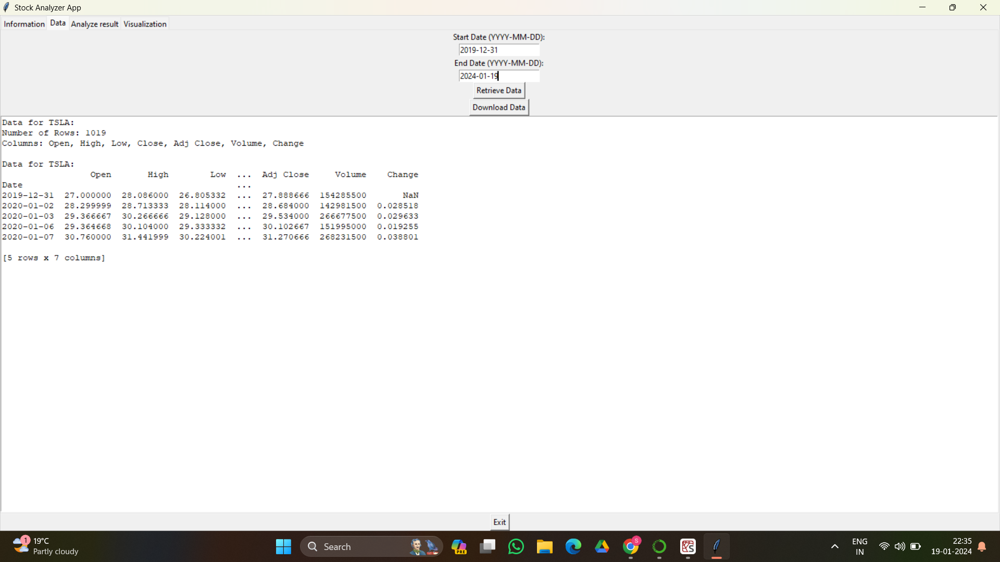 Stock Analyzer App
Information Data Analyze result Visualization
Start Date (YYYY-MM-DD):
2019-12-31
End Date (YYYY-MM-DD):
2024-01-19
Retrieve Data
Download Data
Data for TSLA:
Number of Rows: 1019
Columns: Open, High, Low, Close, Adj Close, Volume, Change
Data for TSLA:
Open High Low ... Adj Close Volume Change
Date ...
2019-12-31 27.000000 28.086000 26.805332 ... 27.888666 154285500 NaN
2020-01-02 28.299999 28.713333 28.114000 ... 28.684000 142981500 0.028518
2020-01-03 29.366667 30.266666 29.128000 ... 29.534000 266677500 0.029633
2020-01-06 29.364668 30.104000 29.333332 ... 30.102667 151995000 0.019255
2020-01-07 30.760000 31.441999 30.224001 ... 31.270666 268231500 0.038801
[5 rows x 7 columns]
Exit
1 19°C
Partly cloudy
Search
PRE
S
ENG
IN
22:35
19-01-2024